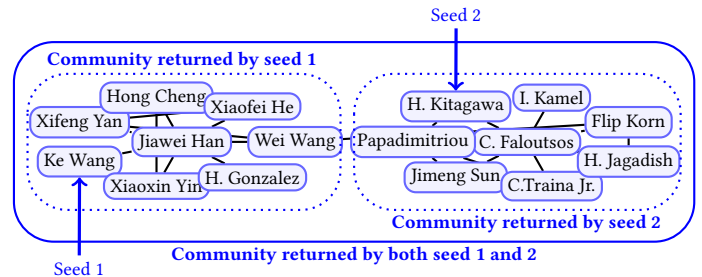 Seed 2
Community returned by seed 1
Hong Cheng
Xiaofei He
Xifeng Yan
Jiawei Han
Wei Wang
Ke Wang
Xiaoxin Yin
H. Gonzalez
H. Kitagawa
I. Kamel
Flip Korn
Papadimitriou
C. Faloutsos
H. Jagadish
Jimeng Sun
C.Traina Jr.
Community returned by seed 2
Community returned by both seed 1 and 2
Seed 1